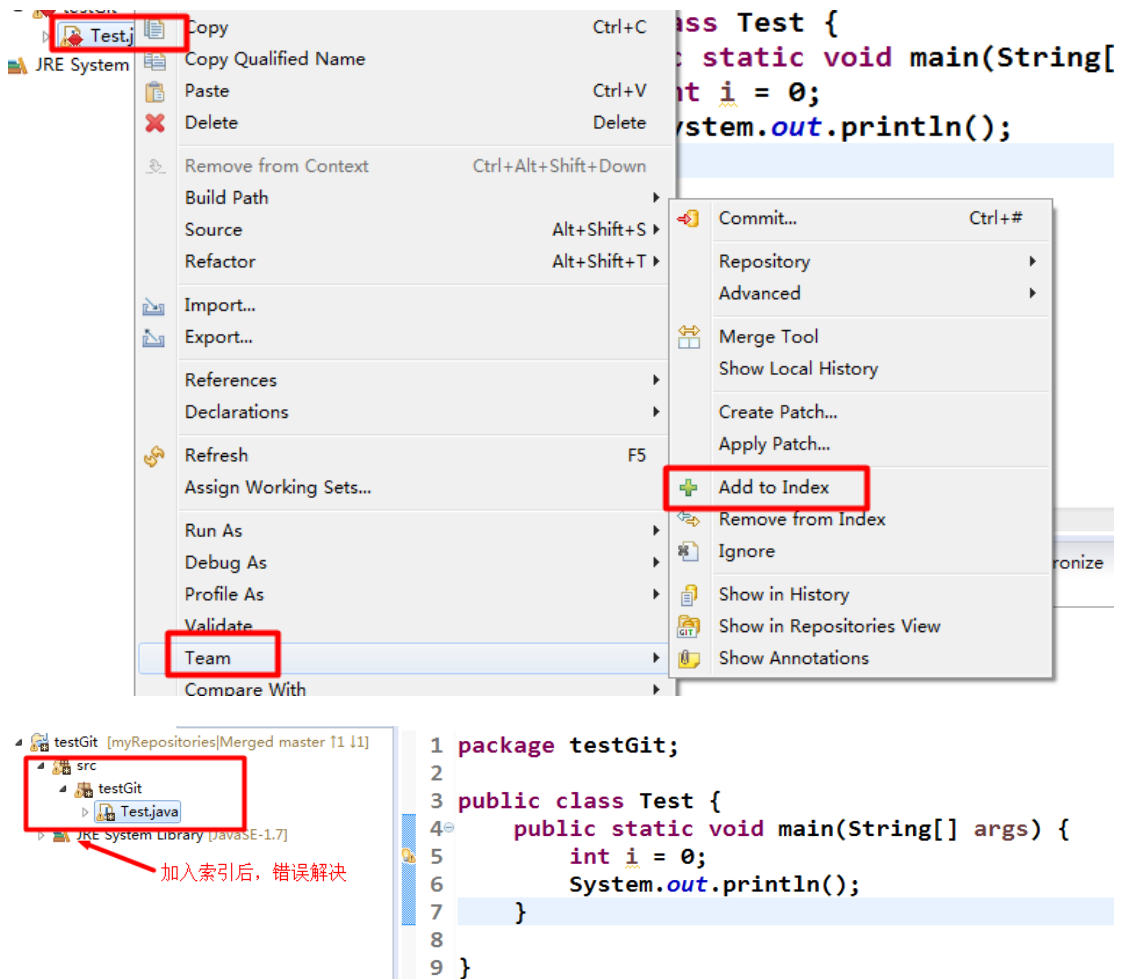 testGit
Test.j
JRE System
Copy Ctrl+C
Copy Qualified Name
Paste Ctrl+V
Delete Delete
Remove from Context Ctrl+Alt+Shift+Down
Build Path
Source Alt+Shift+S
Refactor Alt+Shift+T
Import...
Export...
References
Declarations
Refresh F5
Assign Working Sets...
Run As
Debug As
Profile As
Validate
Team
Compare With
ass Test {
static void main(String[
nt i = 0;
ystem.out.println();
Commit... Ctrl+#
Repository
Advanced
Merge Tool
Show Local History
Create Patch...
Apply Patch...
Add to Index
Remove from Index
Ignore
Show in History
Show in Repositories View
Show Annotations
ronize
testGit [myRepositories|Merged master ↑1 ↓1]
src
testGit
Test.java
JRE System Library [JavaSE-1.7]
加入索引后，错误解决
1 package testGit;
2
3 public class Test {
4 public static void main(String[] args) {
5 int i = 0;
6 System.out.println();
7 }
8
9 }